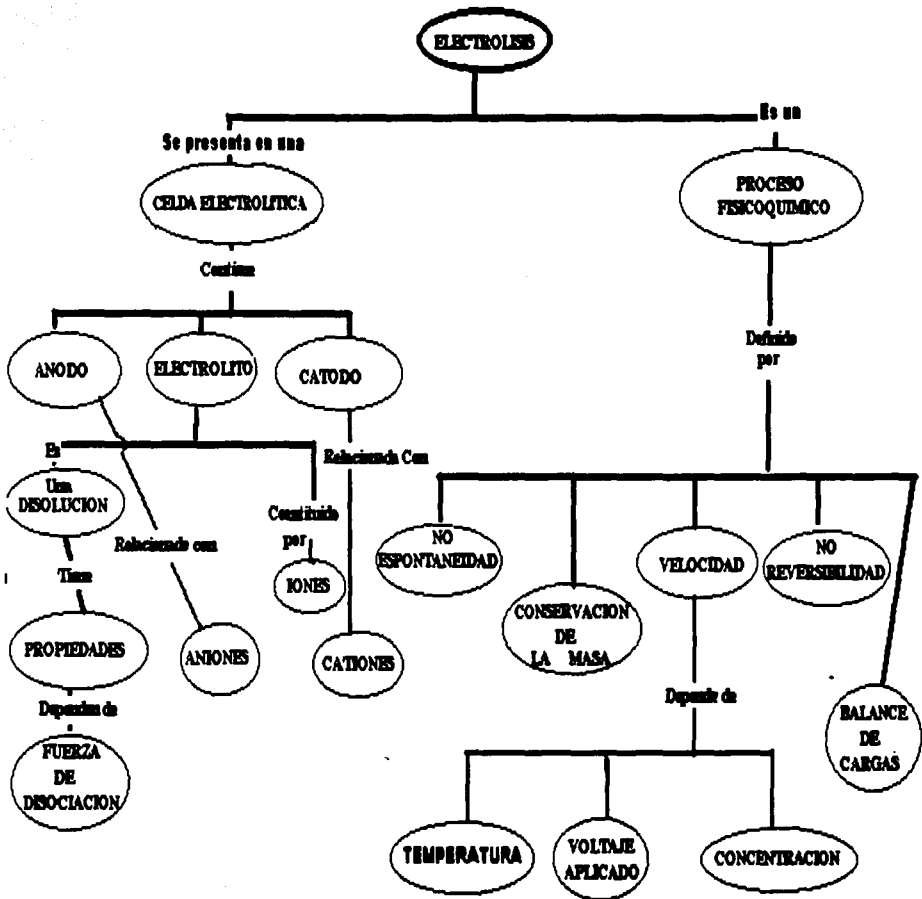 ELECTROLISIS
Es un
Se presenta en una
CELDA ELECTROLITICA
PROCESO
FISICOQUIMICO
Contiene
Definido
por
ANODO
ELECTROLITO
CATODO
Es
Una
DISOLUCION
Relacionada Con
Constituido
por
Relacionado con
NO
ESPONTANEIDAD
VELOCIDAD
NO
REVERSIBILIDAD
Tiene
IONES
CONSERVACION
DE
LA MASA
PROPIEDADES
ANIONES
CATIONES
Dependen de
Depende de
BALANCE
DE
CARGAS
FUERZA
DE
DISOCIACION
TEMPERATURA
VOLTAJE
APLICADO
CONCENTRACION